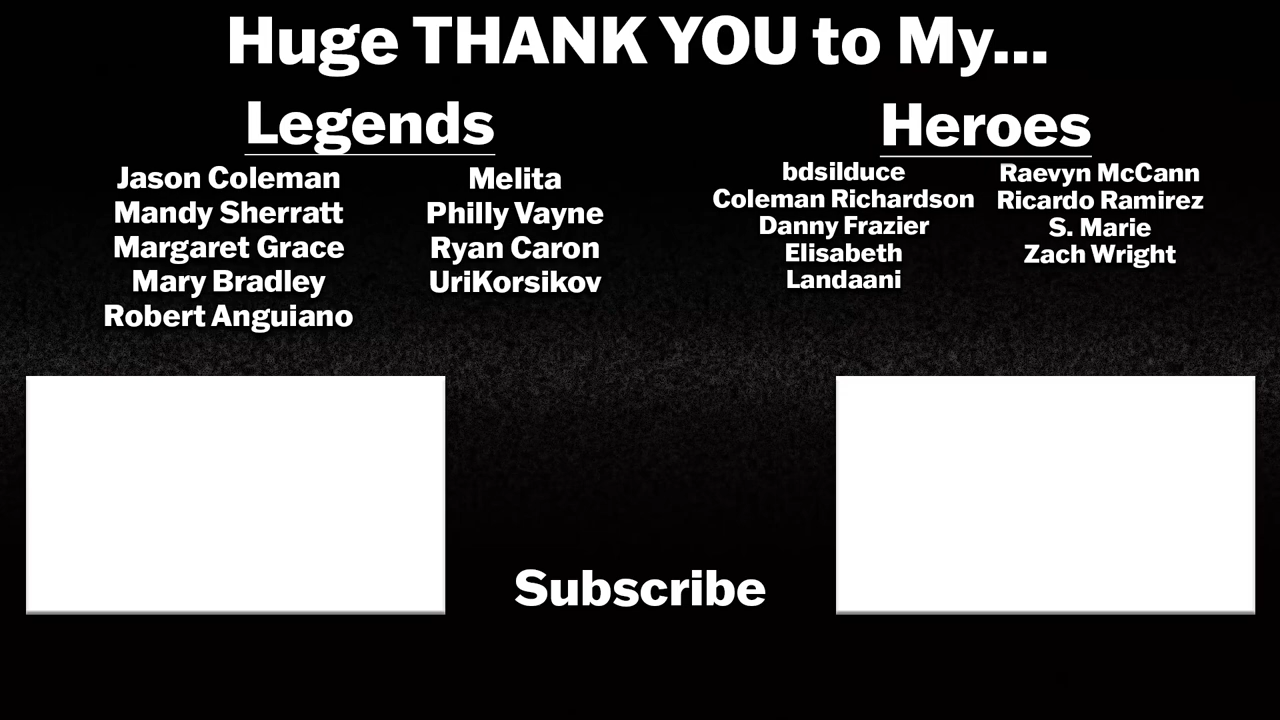 Huge THANK YOU to My...
Legends
Jason Coleman
Mandy Sherratt
Margaret Grace
Mary Bradley
Robert Anguiano
Melita
Philly Vayne
Ryan Caron
UriKorsikov
Heroes
bdsilduce
Coleman Richardson
Danny Frazier
Elisabeth
Landaani
Raevyn McCann
Ricardo Ramirez
S. Marie
Zach Wright
Subscribe